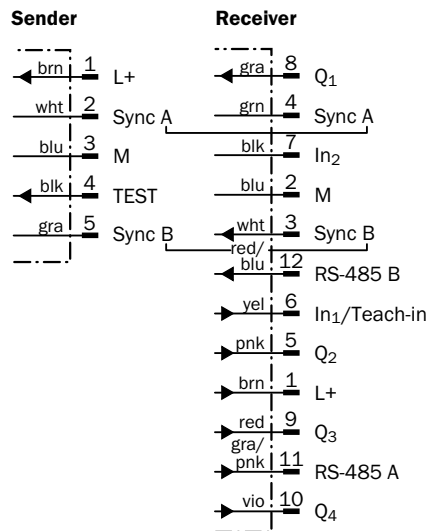 Sender
brn 1 L+
wht 2 Sync A
blu 3 M
blk 4 TEST
gra 5 Sync B
Receiver
gra 8 Q1
grn 4 Sync A
blk 7 In2
blu 2 M
wht 3 Sync B
red/
blu 12 RS-485 B
yel 6 In1/Teach-in
pnk 5 Q2
brn 1 L+
red 9 Q3
gra/
pnk 11 RS-485 A
vio 10 Q4